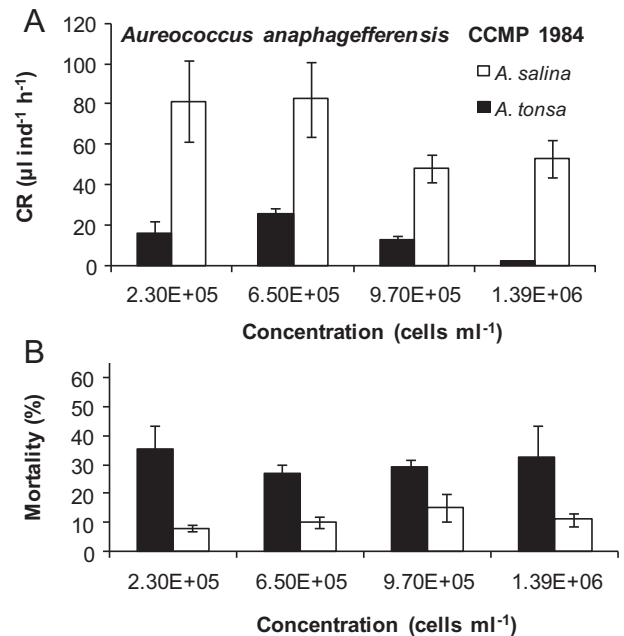 A
Aureococcus anaphagefferensis CCMP 1984
A. salina
A. tonsa
CR (µl ind⁻¹ h⁻¹)
120
100
80
60
40
20
0
2.30E+05 6.50E+05 9.70E+05 1.39E+06
Concentration (cells ml⁻¹)
B
Mortality (%)
60
50
40
30
20
10
0
2.30E+05 6.50E+05 9.70E+05 1.39E+06
Concentration (cells ml⁻¹)